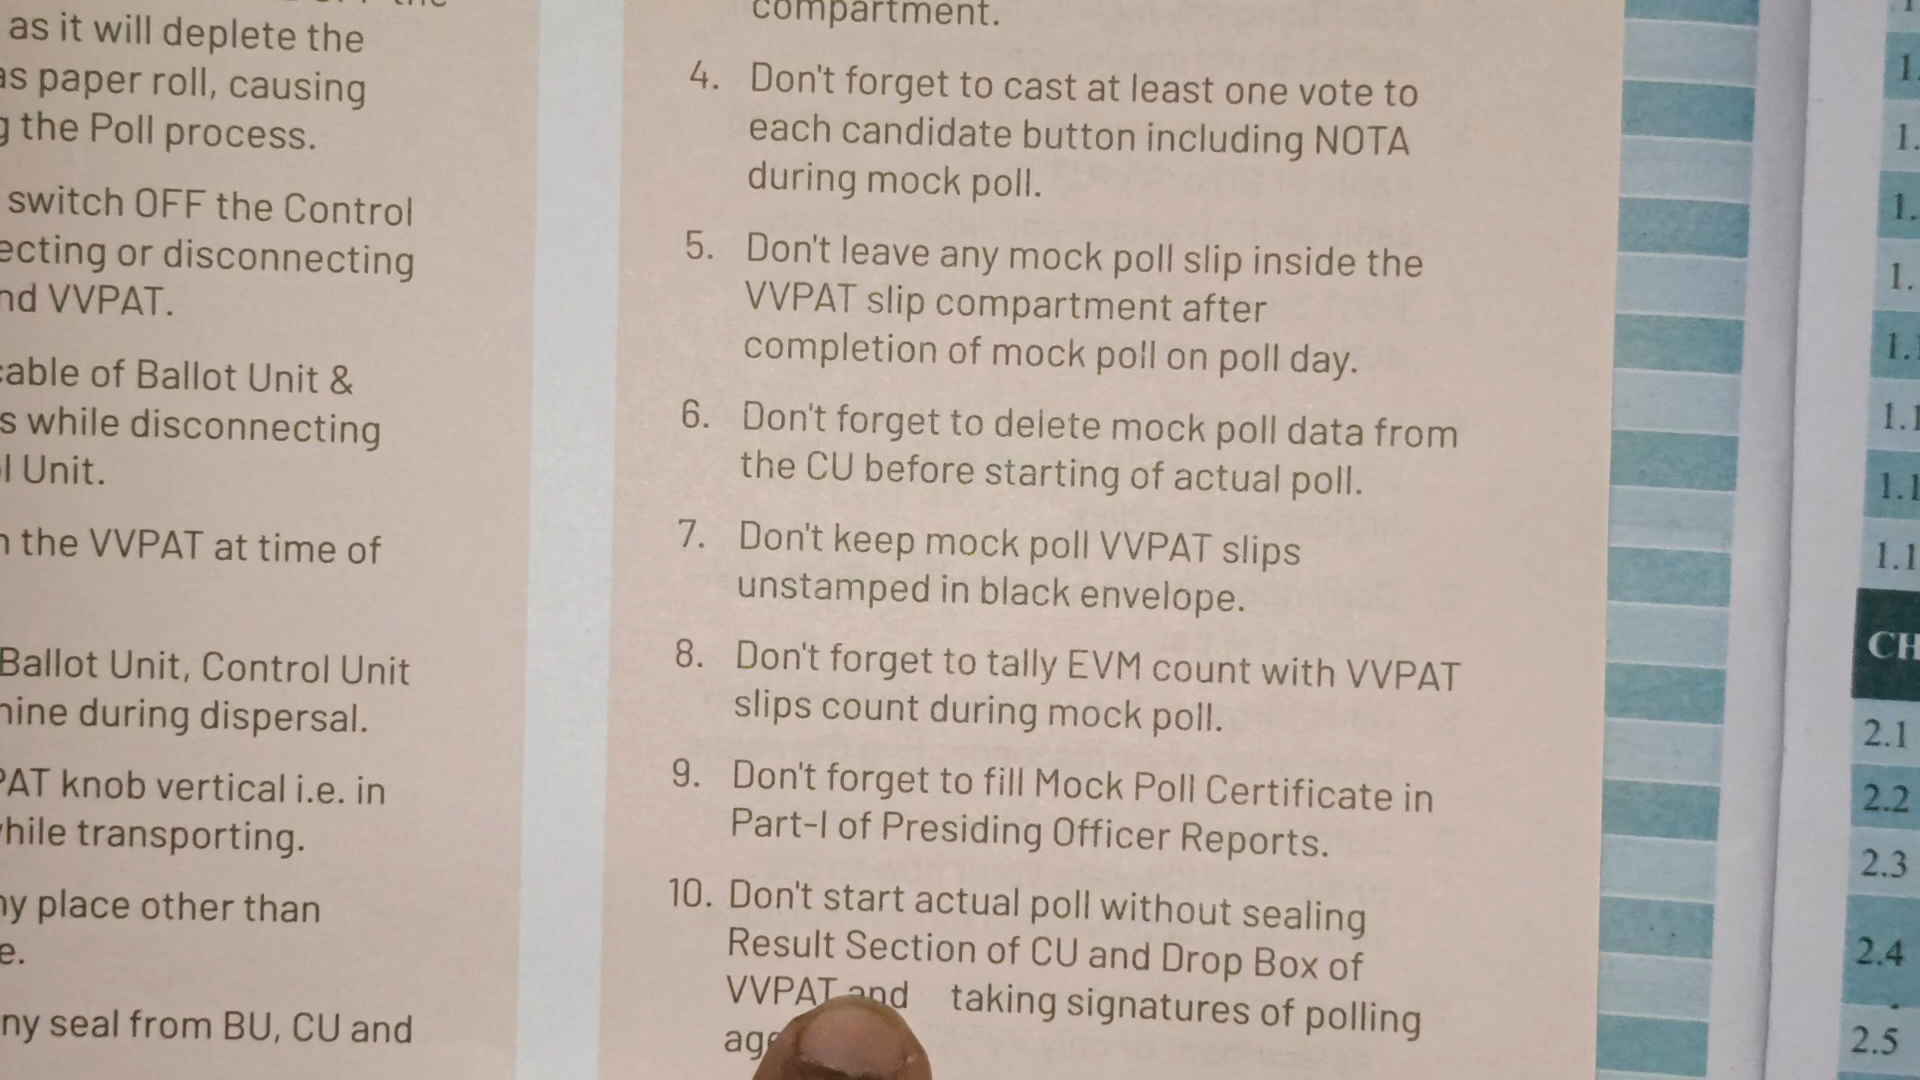 as it will deplete the
as paper roll, causing
the Poll process.
switch OFF the Control
ecting or disconnecting
nd VVPAT.
able of Ballot Unit &
s while disconnecting
l Unit.
the VVPAT at time of
Ballot Unit, Control Unit
hine during dispersal.
PAT knob vertical i.e. in
hile transporting.
ny place other than
e.
ny seal from BU, CU and
compartment.
4. Don't forget to cast at least one vote to
each candidate button including NOTA
during mock poll.
5. Don't leave any mock poll slip inside the
VVPAT slip compartment after
completion of mock poll on poll day.
6. Don't forget to delete mock poll data from
the CU before starting of actual poll.
7. Don't keep mock poll VVPAT slips
unstamped in black envelope.
8. Don't forget to tally EVM count with VVPAT
slips count during mock poll.
9. Don't forget to fill Mock Poll Certificate in
Part-I of Presiding Officer Reports.
10. Don't start actual poll without sealing
Result Section of CU and Drop Box of
VVPAT and taking signatures of polling
CH
2.1
2.2
2.3
2.4
2.5